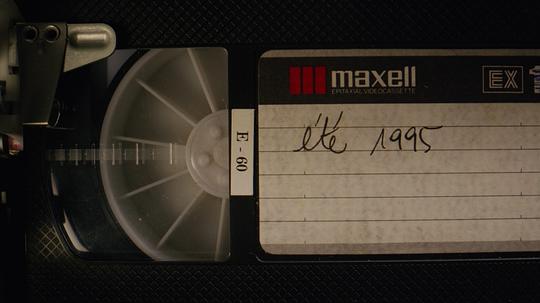 maxell
EPITAXIAL VIDEOCASSETTE
EX
E-60
été 1995